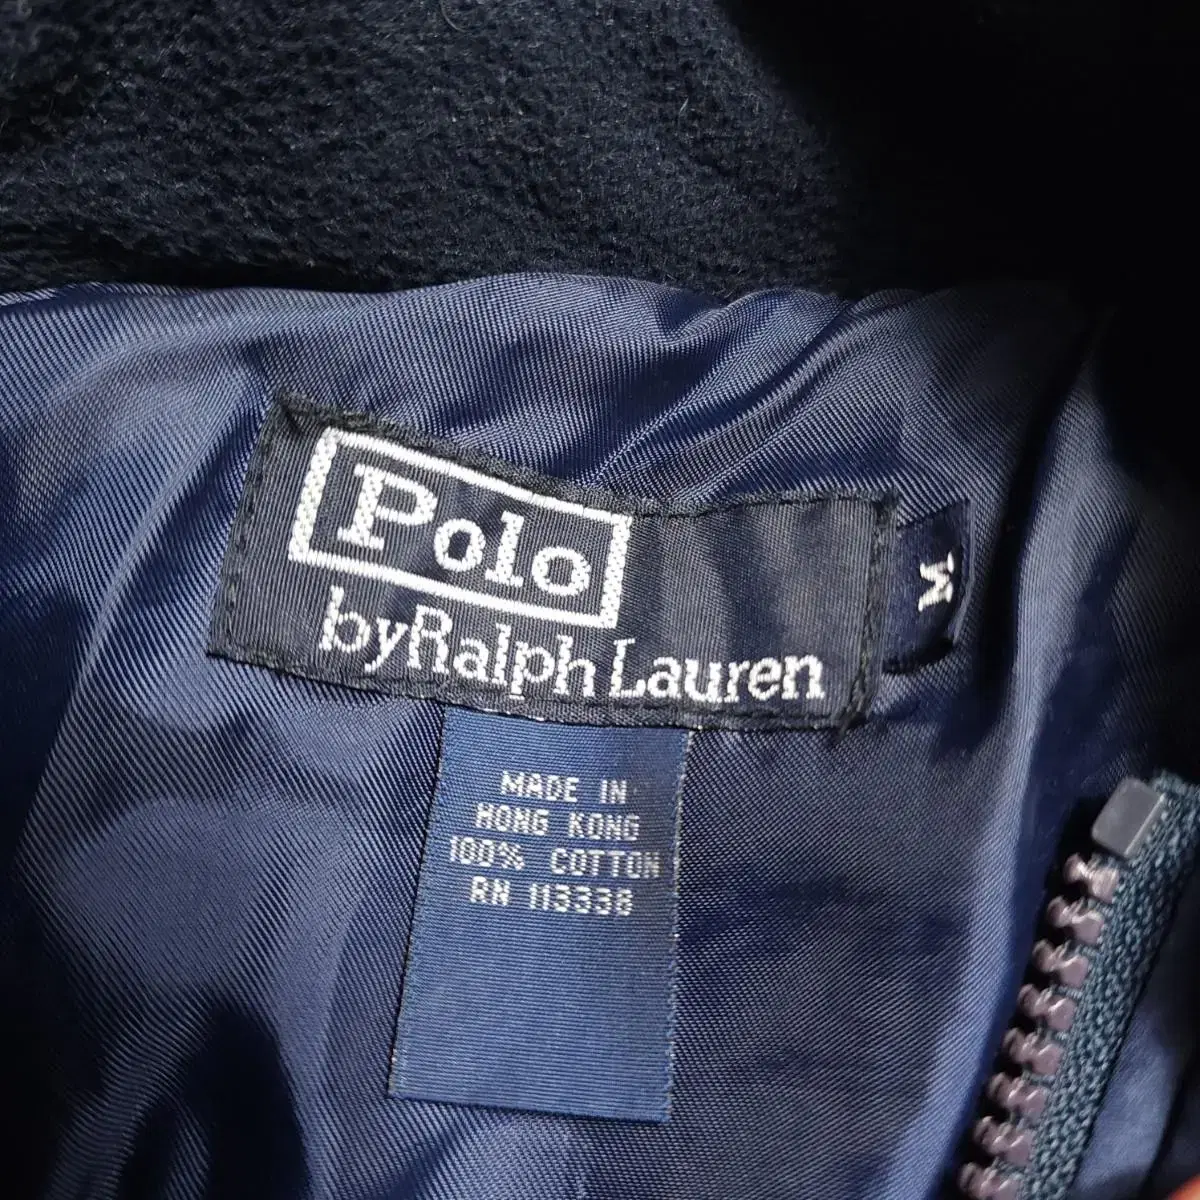 Polo
by Ralph Lauren
M
MADE IN
HONG KONG
100% COTTON
RN 113338